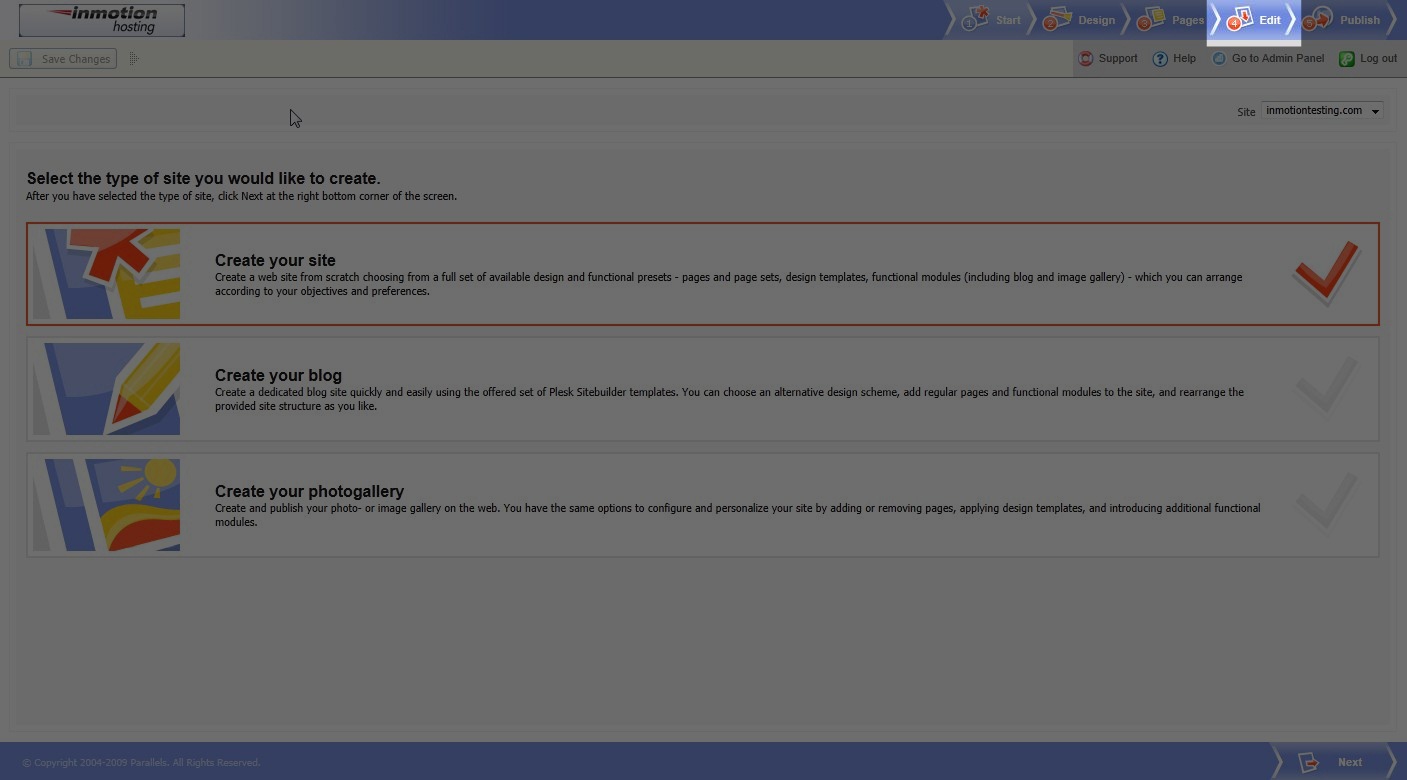 inmotion
hosting
1 Start 2 Design 3 Pages 4 Edit 5 Publish
Save Changes Support Help Go to Admin Panel Log out
Site inmotiontesting.com
Select the type of site you would like to create.
After you have selected the type of site, click Next at the right bottom corner of the screen.
Create your site
Create a web site from scratch choosing from a full set of available design and functional presets - pages and page sets, design templates, functional modules (including blog and image gallery) - which you can arrange
according to your objectives and preferences.
Create your blog
Create a dedicated blog site quickly and easily using the offered set of Plesk Sitebuilder templates. You can choose an alternative design scheme, add regular pages and functional modules to the site, and rearrange the
provided site structure as you like.
Create your photogallery
Create and publish your photo- or image gallery on the web. You have the same options to configure and personalize your site by adding or removing pages, applying design templates, and introducing additional functional
modules.
© Copyright 2004-2009 Parallels. All Rights Reserved. Next